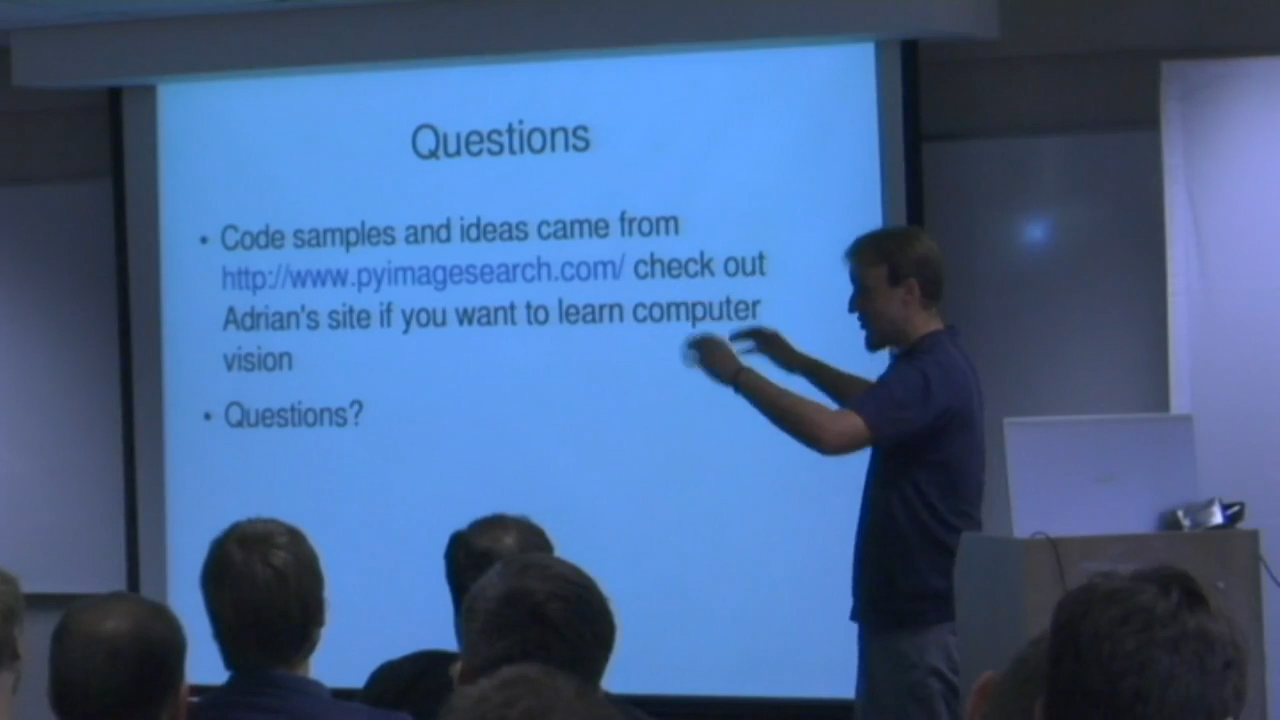 Questions
• Code samples and ideas came from
http://www.pyimagesearch.com/ check out
Adrian's site if you want to learn computer
vision
• Questions?